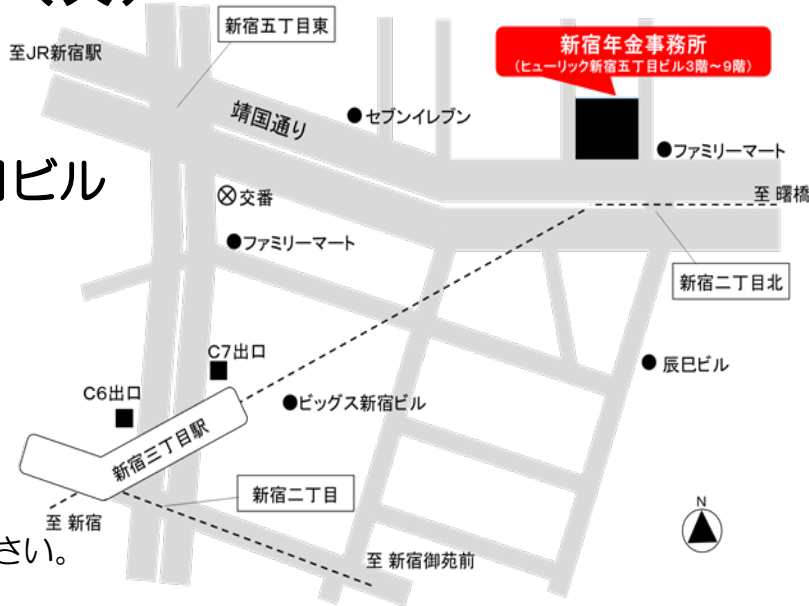 新宿五丁目東
至JR新宿駅
新宿年金事務所
(ヒューリック新宿五丁目ビル3階～9階)
靖国通り
セブンイレブン
ファミリーマート
ビル
交番
至 曙橋
ファミリーマート
新宿二丁目北
C7出口
辰巳ビル
C6出口
ビッグス新宿ビル
新宿三丁目駅
新宿二丁目
N
至 新宿
さい。
至 新宿御苑前